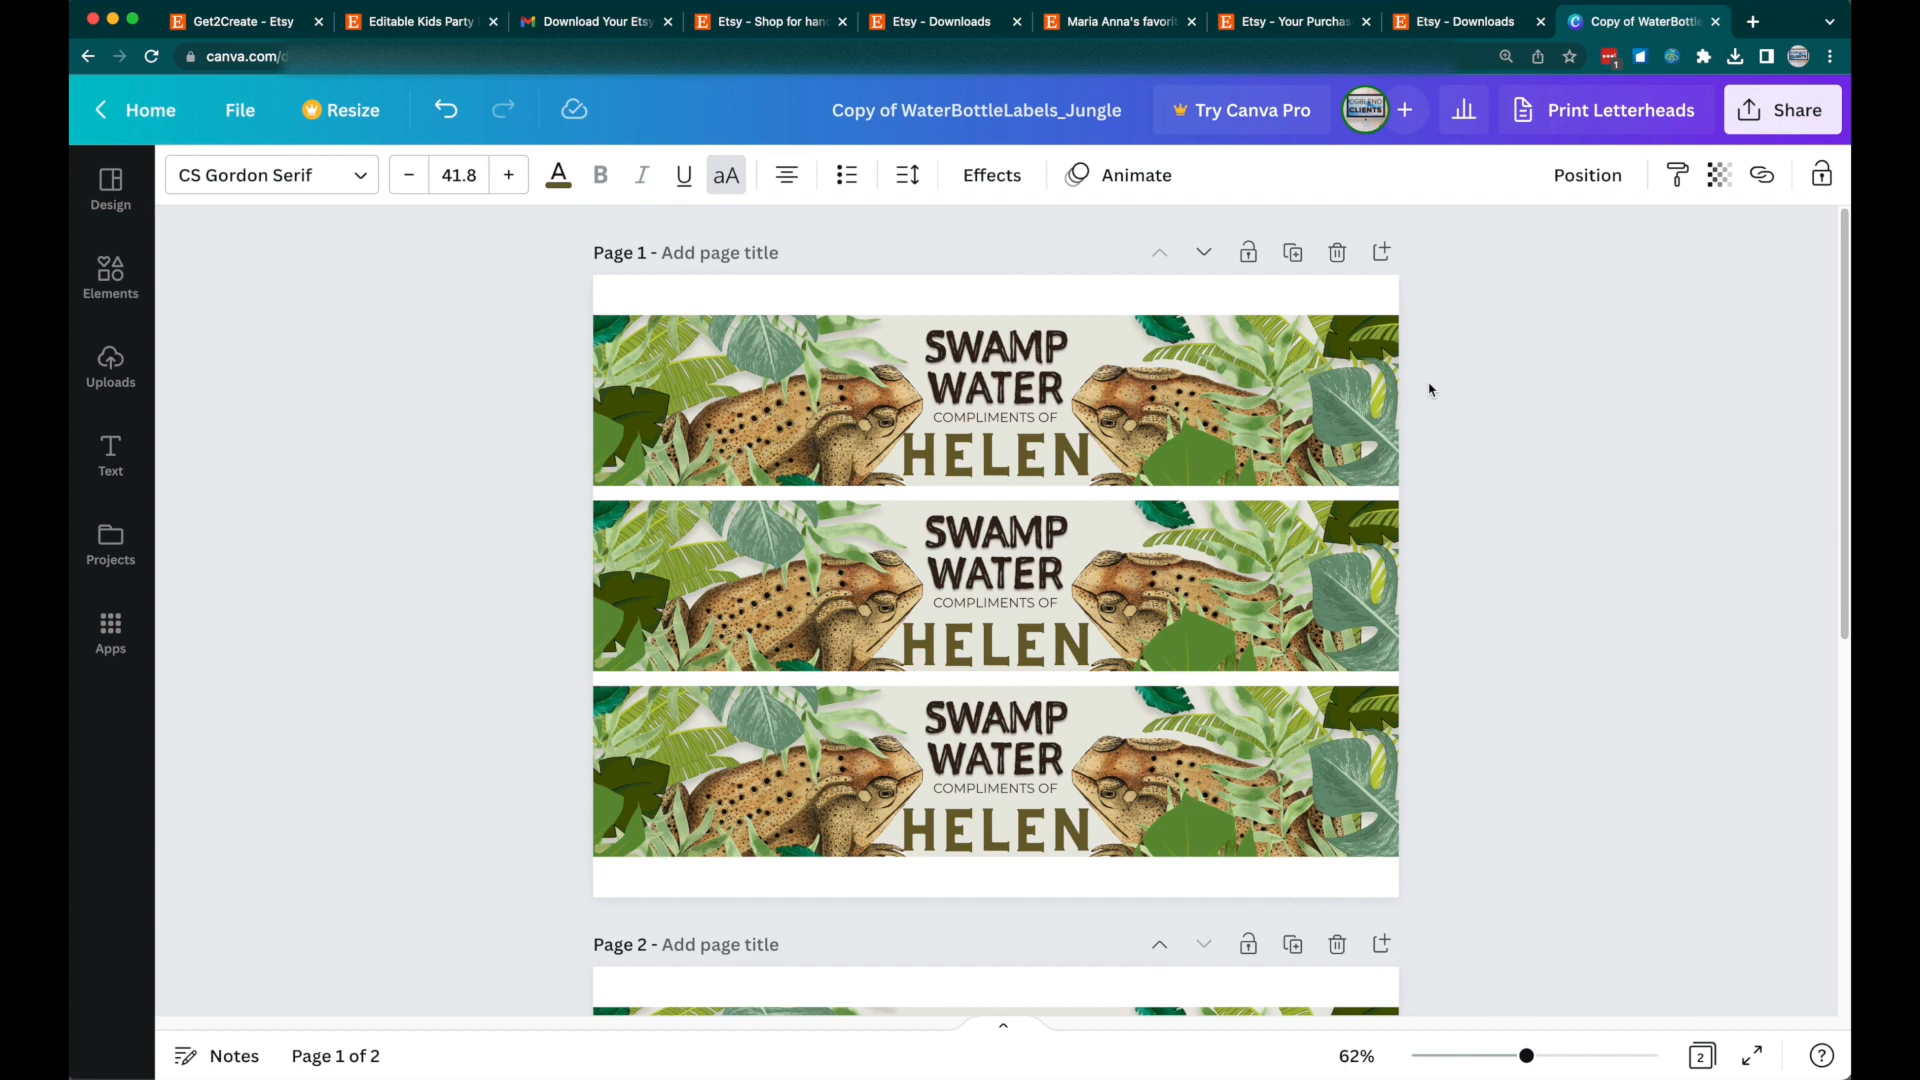 Get2Create - Etsy
Editable Kids Party
Download Your Etsy
Etsy - Shop for han
Etsy - Downloads
Maria Anna's favori
Etsy - Your Purchas
Etsy - Downloads
Copy of WaterBottle
canva.com/d
Home
File
Resize
Copy of WaterBottleLabels_Jungle
Try Canva Pro
CLIENTS
Print Letterheads
Share
CS Gordon Serif
41.8
A
B
I
U
aA
Effects
Animate
Position
Design
Elements
Uploads
Text
Projects
Apps
Page 1 - Add page title
SWAMP
WATER
COMPLIMENTS OF
HELEN
SWAMP
WATER
COMPLIMENTS OF
HELEN
SWAMP
WATER
COMPLIMENTS OF
HELEN
Page 2 - Add page title
Notes
Page 1 of 2
62%
2